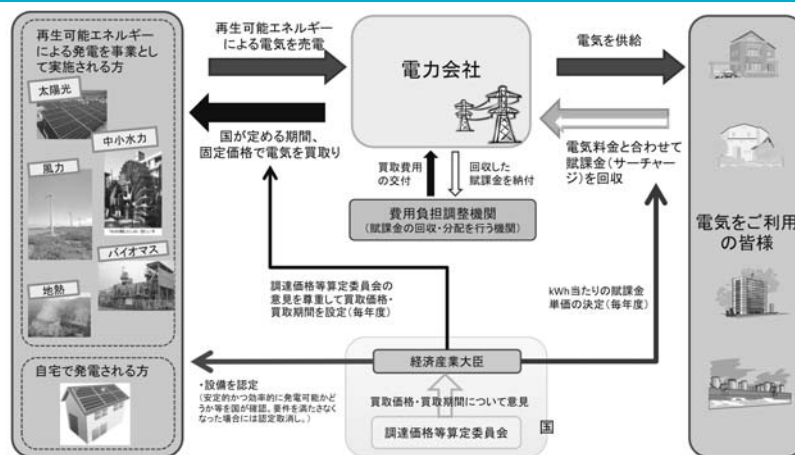 再生可能エネルギー
による発電を事業とし
て実施される方
太陽光
中小水力
風力
バイオマス
地熱
自宅で発電される方
再生可能エネルギー
による電気を売電
国が定める期間、
固定価格で電気を買取り
電力会社
買取費用
の交付
回収した
賦課金を納付
費用負担調整機関
(賦課金の回収・分配を行う機関)
電気を供給
電気料金と合わせて
賦課金(サーチャー
ジ)を回収
電気をご利用
の皆様
調達価格等算定委員会の
意見を尊重して買取価格・
買取期間を設定(毎年度)
kWh当たりの賦課金
単価の決定(毎年度)
経済産業大臣
・設備を認定
(安定的かつ効率的に発電可能かど
うか等を国が確認。要件を満たさなく
なった場合には認定取消し。)
買取価格・買取期間について意見
調達価格等算定委員会
国